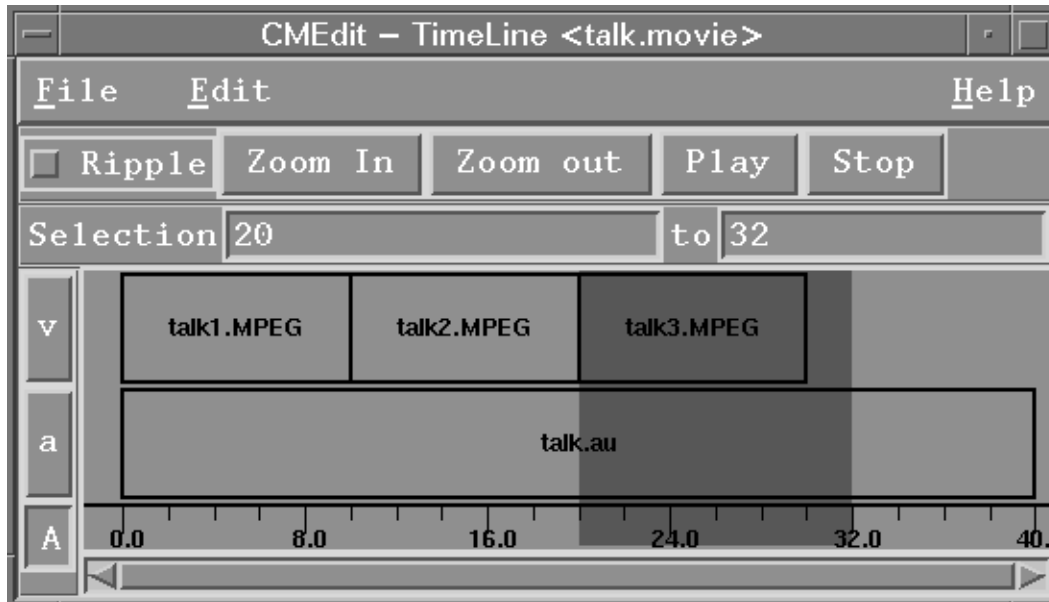 CMEdit – TimeLine <talk.movie>
File Edit Help
Ripple Zoom In Zoom out Play Stop
Selection 20 to 32
v talk1.MPEG talk2.MPEG talk3.MPEG
a talk.au
A 0.0 8.0 16.0 24.0 32.0 40.